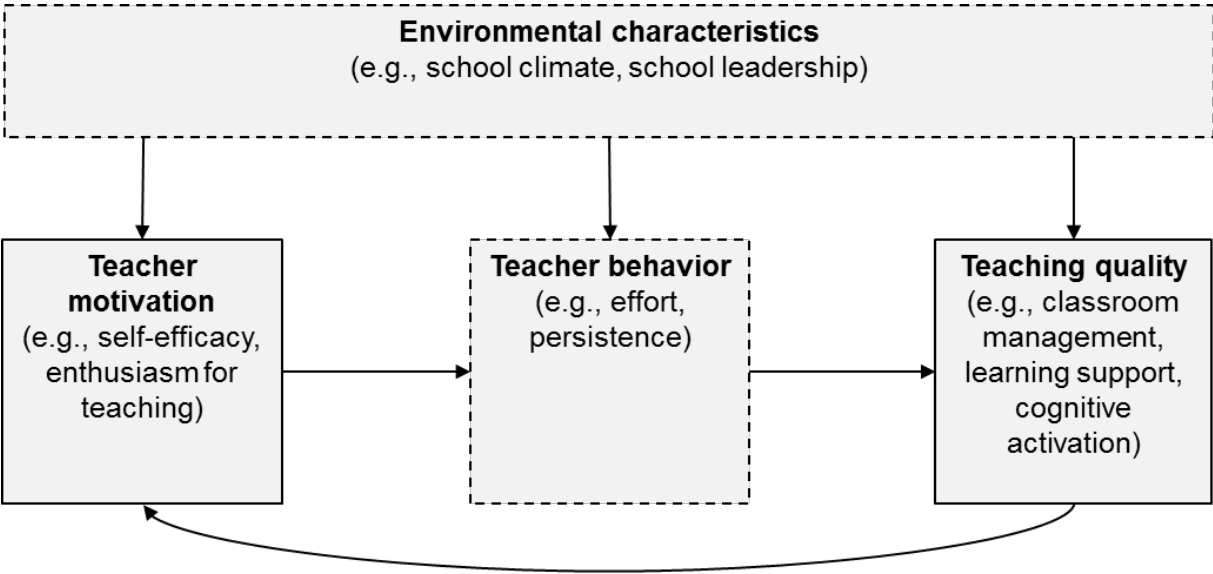 Environmental characteristics
(e.g., school climate, school leadership)
Teacher
motivation
(e.g., self-efficacy,
enthusiasm for
teaching)
Teacher behavior
(e.g., effort,
persistence)
Teaching quality
(e.g., classroom
management,
learning support,
cognitive
activation)